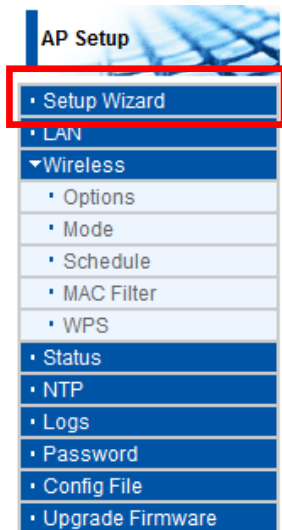 AP Setup
Setup Wizard
LAN
Wireless
Options
Mode
Schedule
MAC Filter
WPS
Status
NTP
Logs
Password
Config File
Upgrade Firmware